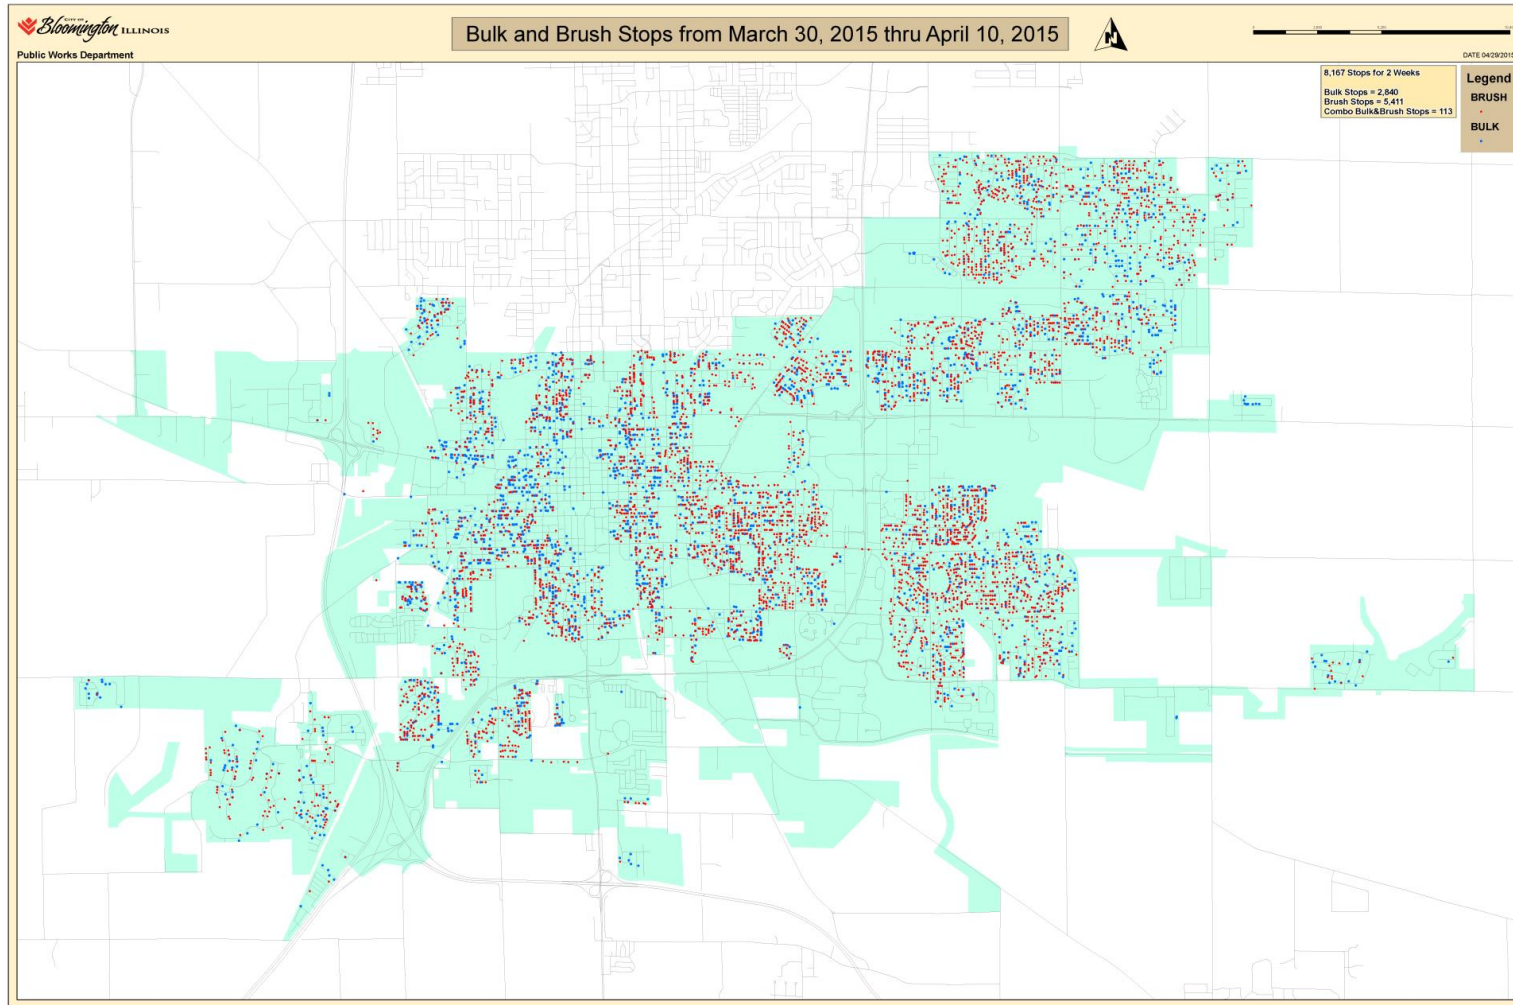 CITY OF
Bloomington ILLINOIS
Public Works Department
Bulk and Brush Stops from March 30, 2015 thru April 10, 2015
N
DATE 04/29/2015
8,167 Stops for 2 Weeks
Bulk Stops = 2,840
Brush Stops = 5,411
Combo Bulk&Brush Stops = 113
Legend
BRUSH
BULK